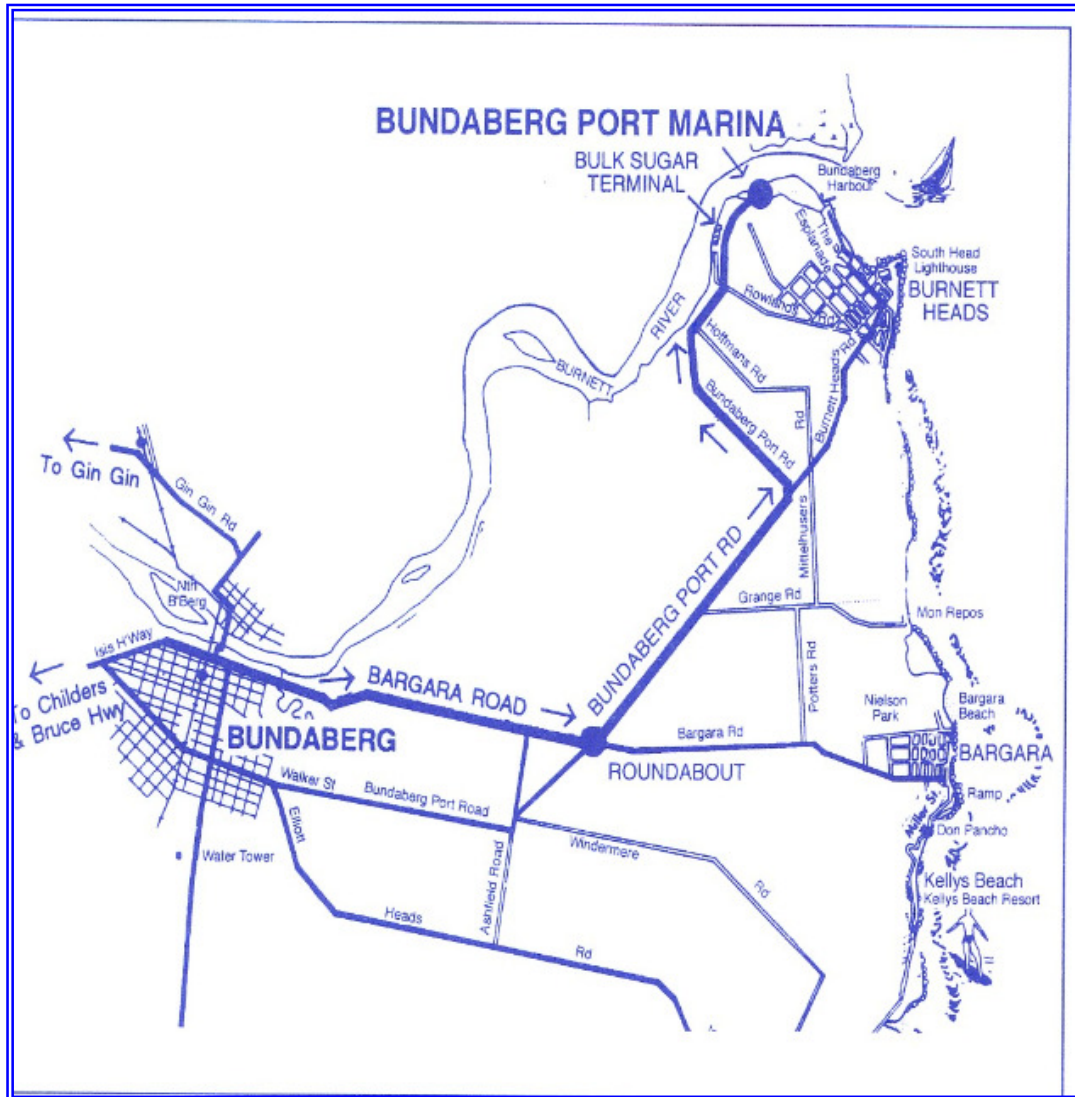 BUNDABERG PORT MARINA
BULK SUGAR
TERMINAL
Bundaberg
Harbour
The
Esplanade
South Head
Lighthouse
BURNETT
HEADS
Rowlands Rd
RIVER
BURNETT
Hoffmans Rd
Burnett Heads Rd
Bundaberg Port Rd
To Gin Gin
Gin Gin Rd
Mittelhusers Rd
Nth
B'Berg
BUNDABERG PORT RD
Grange Rd
Mon Repos
Isis H'Way
To Childers
& Bruce Hwy
BARGARA ROAD
Potters Rd
Nielson
Park
Bargara
Beach
BUNDABERG
Bargara Rd
BARGARA
ROUNDABOUT
Walker St
Bundaberg Port Road
Ramp
Miller St.
Don Pancho
Elliott
Heads
Rd
Water Tower
Ashfield Road
Windermere
Rd
Kellys Beach
Kellys Beach Resort